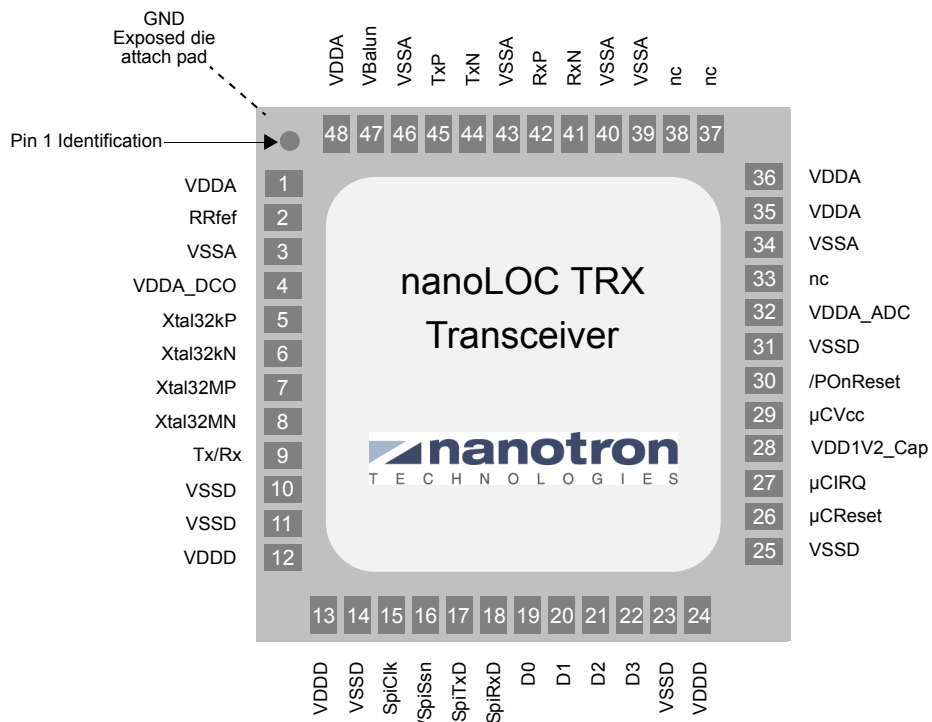 GND
Exposed die
attach pad
VDDA
VBalun
VSSA
TxP
TxN
VSSA
RxP
RxN
VSSA
VSSA
nc
nc
Pin 1 Identification
48 47 46 45 44 43 42 41 40 39 38 37
VDDA 1
RRfef 2
VSSA 3
VDDA_DCO 4
Xtal32kP 5
Xtal32kN 6
Xtal32MP 7
Xtal32MN 8
Tx/Rx 9
VSSD 10
VSSD 11
VDDD 12
nanoLOC TRX
Transceiver
nanotron
TECHNOLOGIES
36 VDDA
35 VDDA
34 VSSA
33 nc
32 VDDA_ADC
31 VSSD
30 /POnReset
29 µCVcc
28 VDD1V2_Cap
27 µCIRQ
26 µCReset
25 VSSD
13 14 15 16 17 18 19 20 21 22 23 24
VDDD
VSSD
SpiClk
/SpiSsn
SpiTxD
SpiRxD
D0
D1
D2
D3
VSSD
VDDD